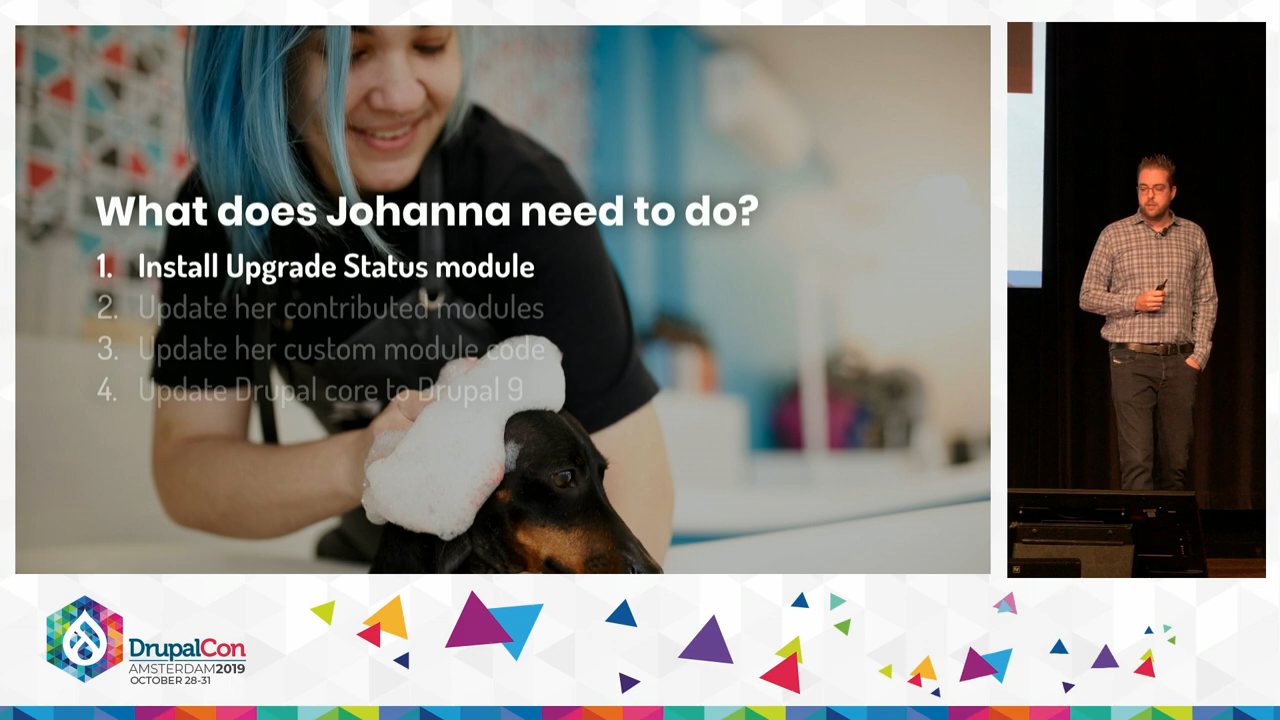 What does Johanna need to do?
1. Install Upgrade Status module
2. Update her contributed modules
3. Update her custom module code
4. Update Drupal core to Drupal 9
DrupalCon
AMSTERDAM2019
OCTOBER 28-31